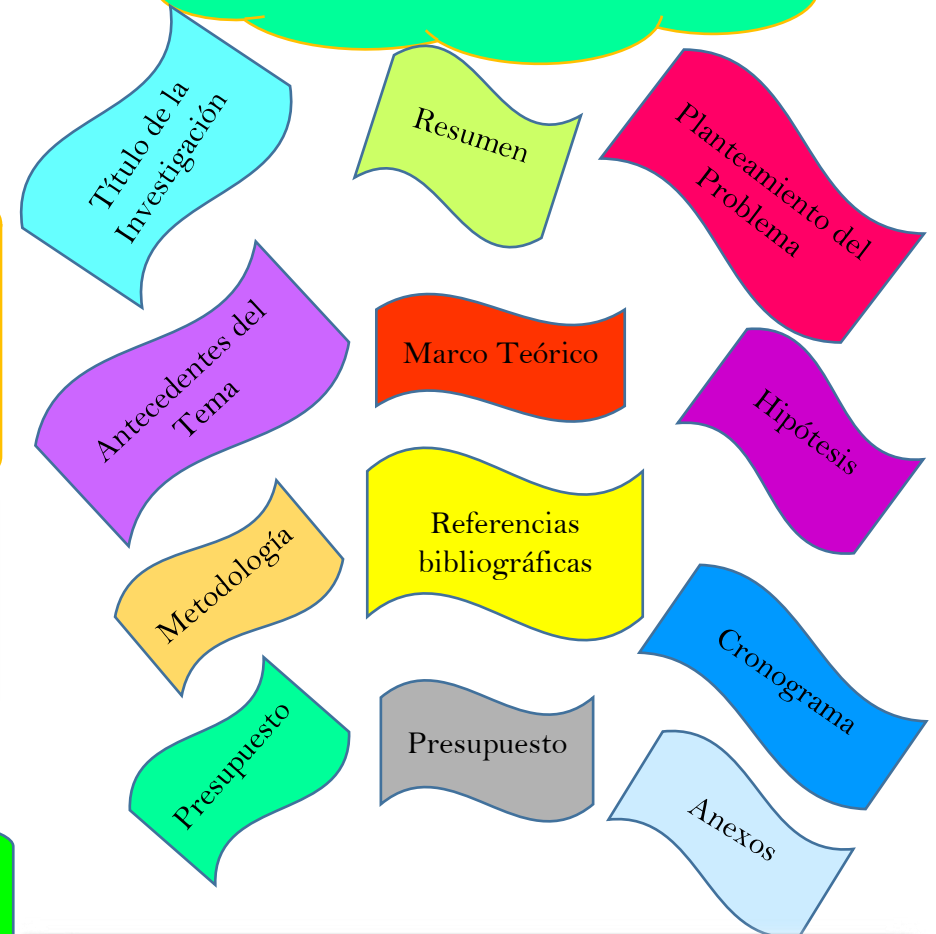 Título de la
Investigación
Resumen
Planteamiento del
Problema
Antecedentes del
Tema
Marco Teórico
Hipótesis
Metodología
Referencias
bibliográficas
Cronograma
Presupuesto
Presupuesto
Anexos